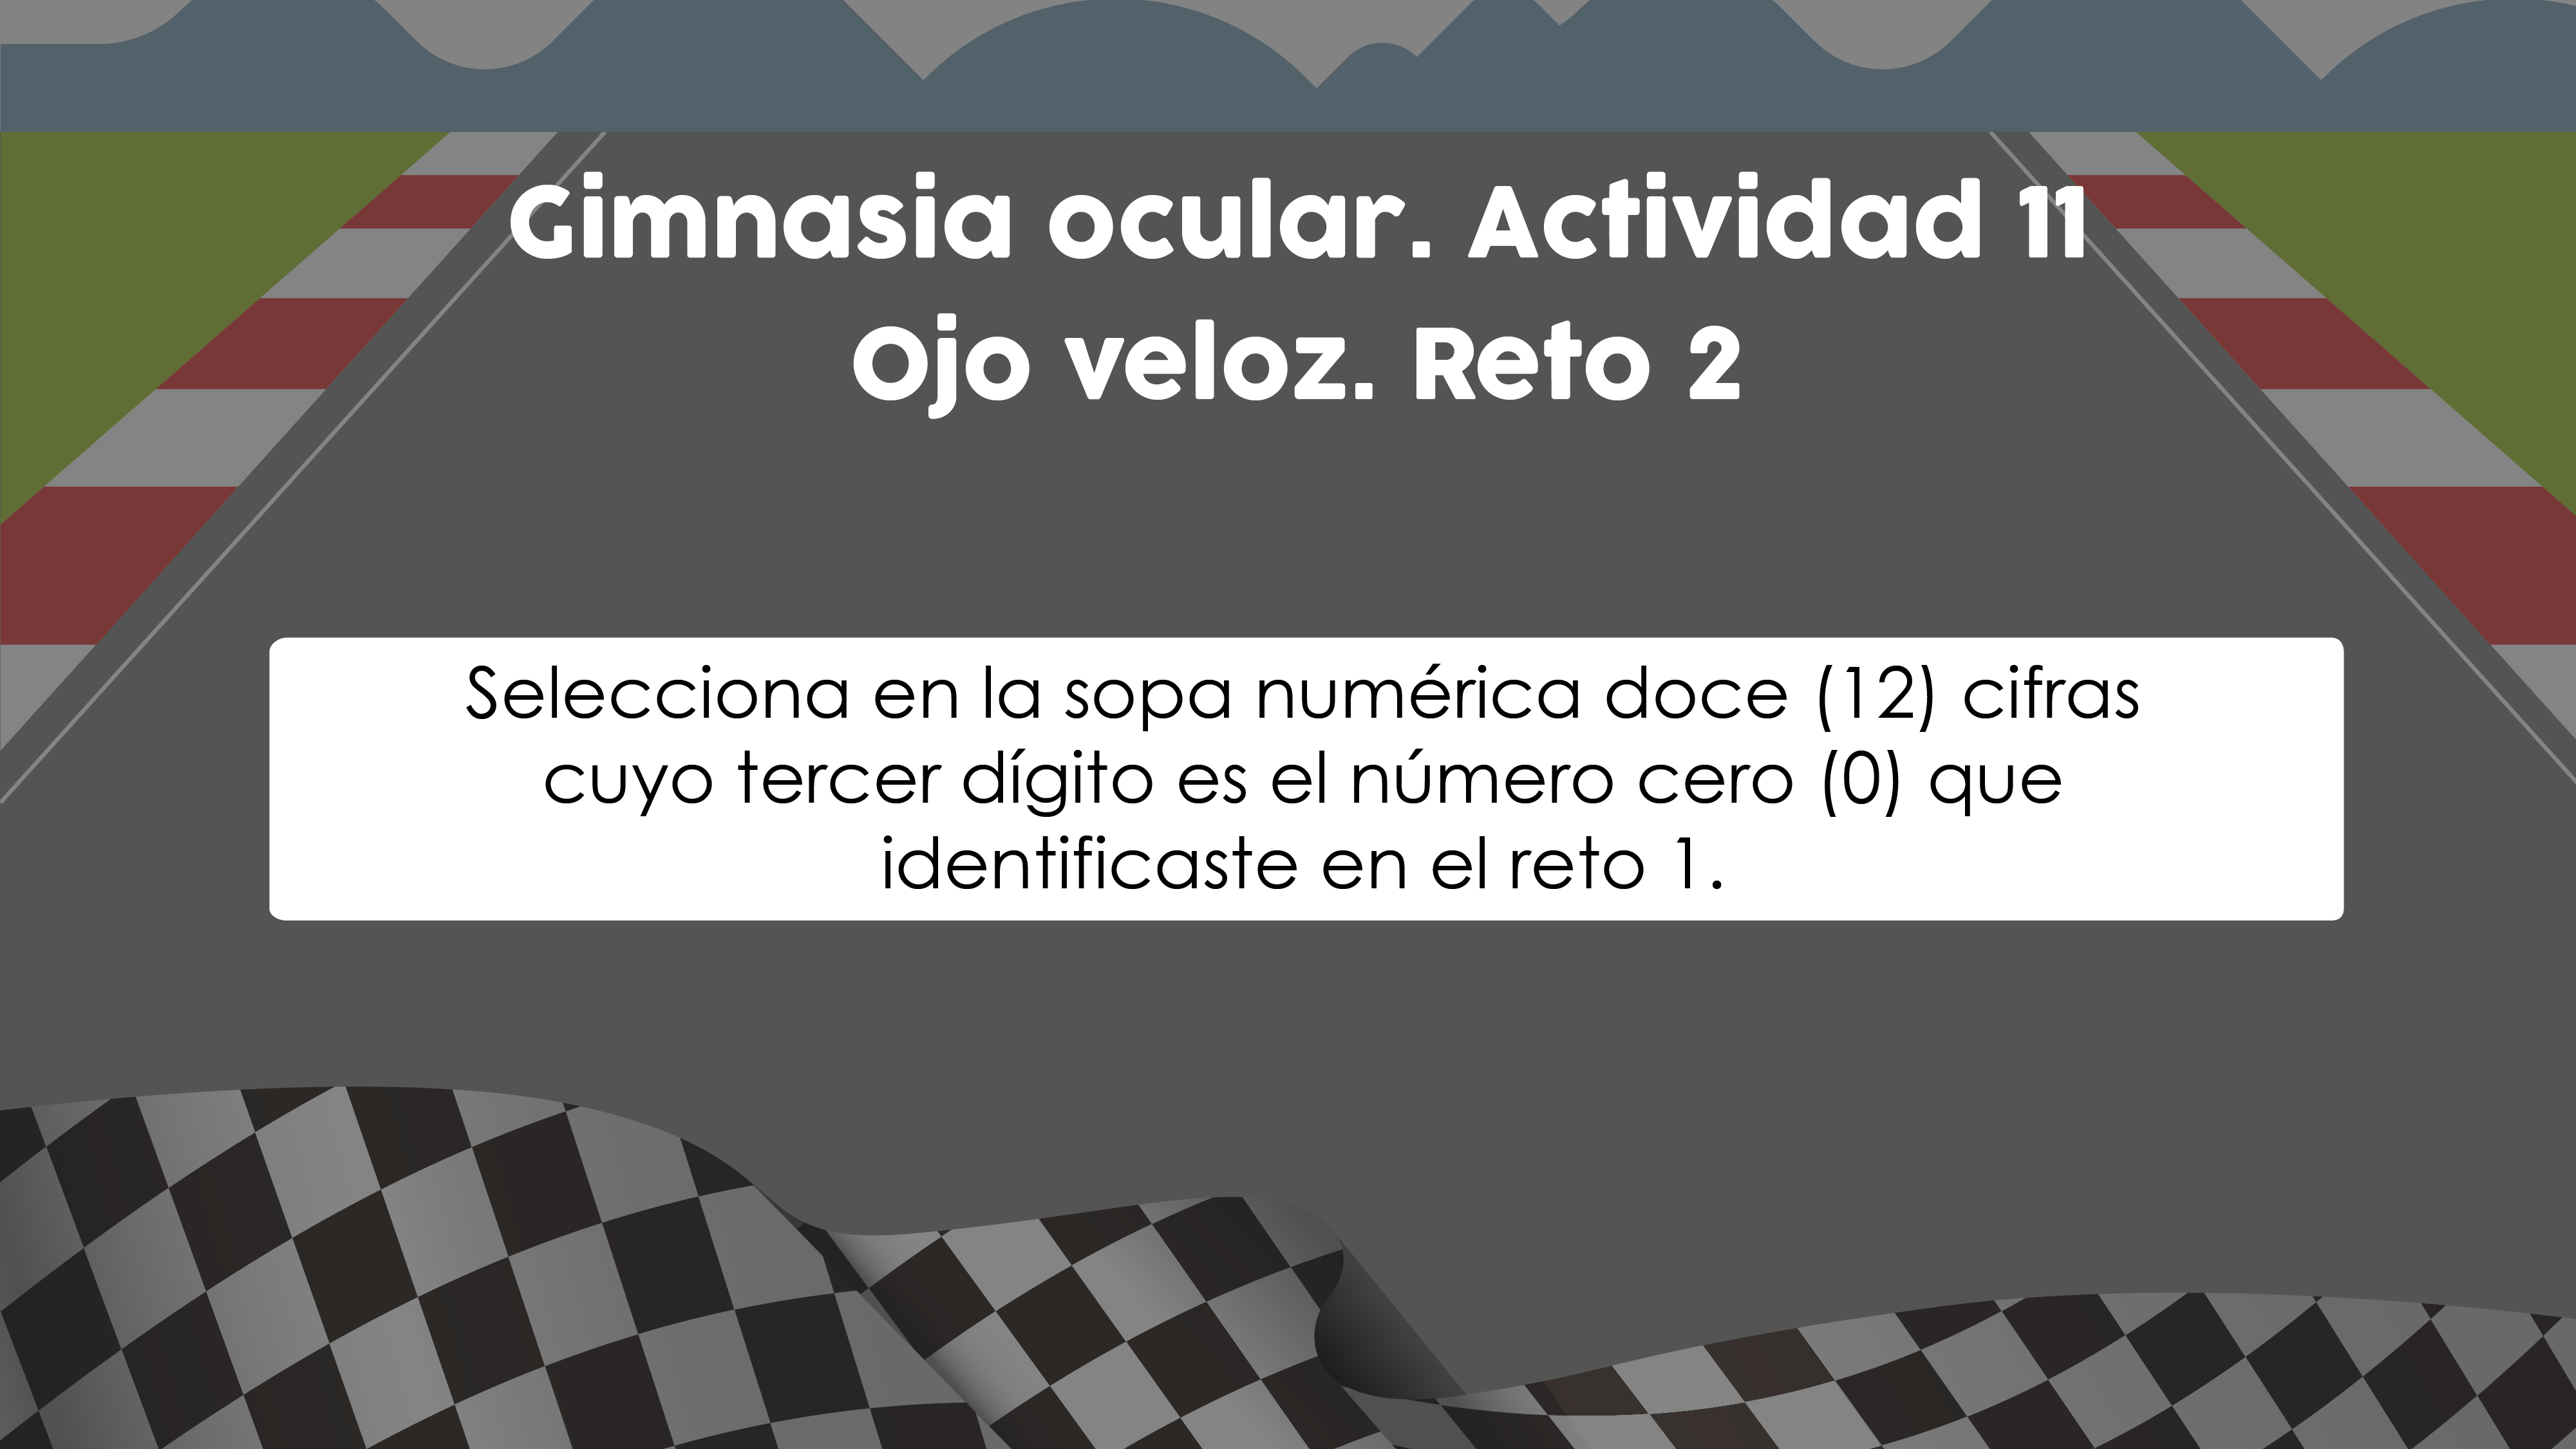 Gimnasia ocular. Actividad 11
Ojo veloz. Reto 2
Selecciona en la sopa numérica doce (12) cifras
cuyo tercer dígito es el número cero (0) que
identificaste en el reto 1.